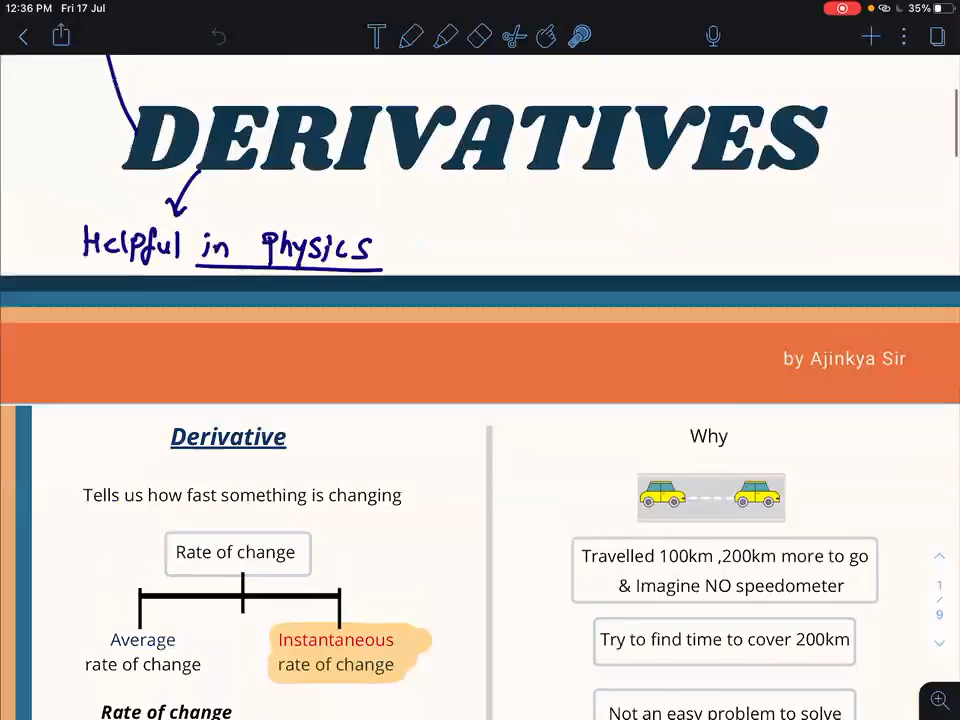 12:36 PM Fri 17 Jul
35%
DERIVATIVES
Helpful in physics
by Ajinkya Sir
Derivative
Tells us how fast something is changing
Rate of change
Average
rate of change
Instantaneous
rate of change
Rate of change
Why
Travelled 100km ,200km more to go
& Imagine NO speedometer
Try to find time to cover 200km
Not an easy problem to solve
1
/
9